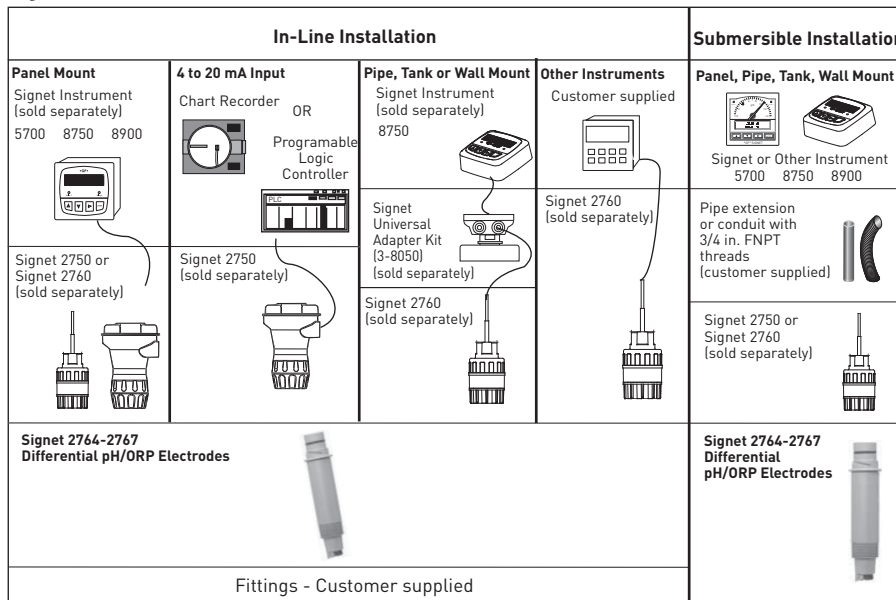 In-Line Installation
Submersible Installation
Panel Mount
Signet Instrument
(sold separately)
5700 8750 8900
4 to 20 mA Input
Chart Recorder
OR
Programable
Logic
Controller
PLC
Pipe, Tank or Wall Mount
Signet Instrument
(sold separately)
8750
Other Instruments
Customer supplied
Panel, Pipe, Tank, Wall Mount
Signet or Other Instrument
5700 8750 8900
Signet 2750 or
Signet 2760
(sold separately)
Signet 2750
(sold separately)
Signet
Universal
Adapter Kit
(3-8050)
(sold separately)
Signet 2760
(sold separately)
Signet 2760
(sold separately)
Pipe extension
or conduit with
3/4 in. FNPT
threads
(customer supplied)
Signet 2750 or
Signet 2760
(sold separately)
Signet 2764-2767
Differential pH/ORP Electrodes
Signet 2764-2767
Differential
pH/ORP Electrodes
Fittings - Customer supplied